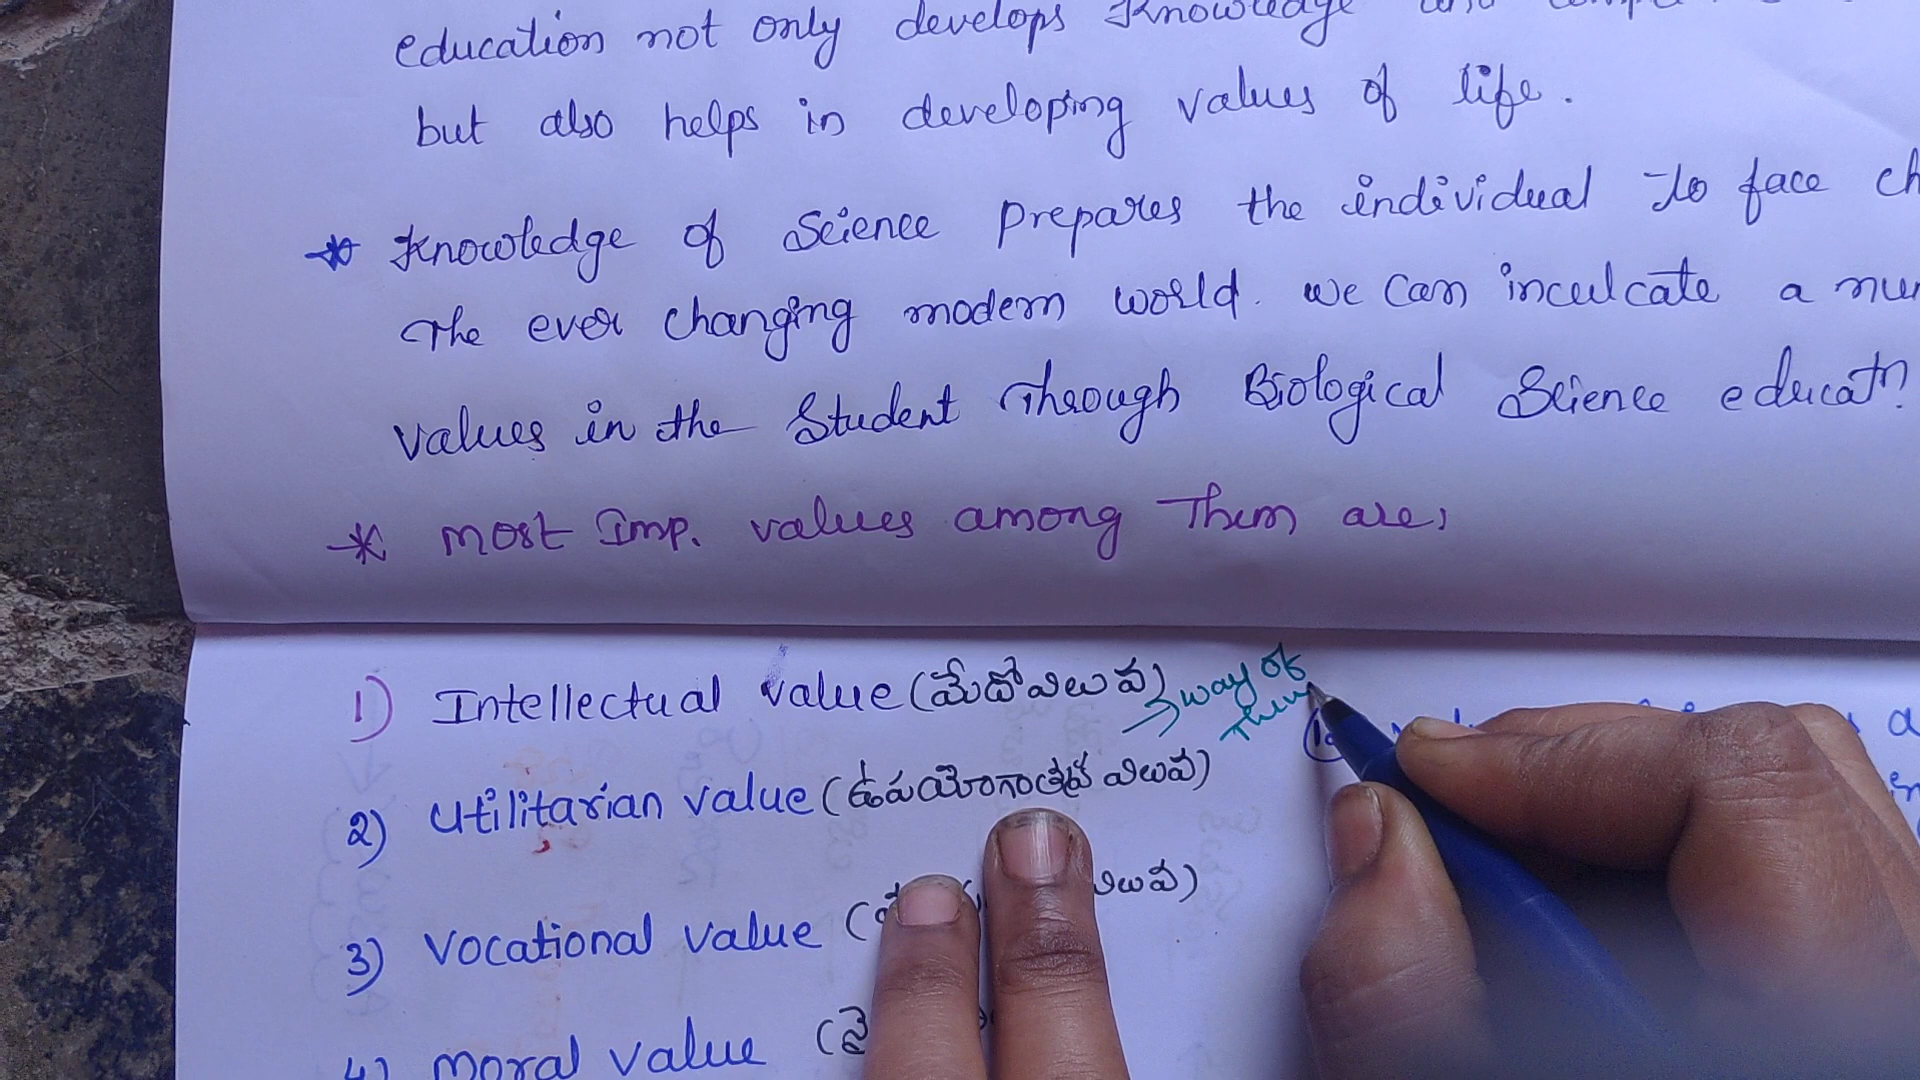 education not only develops Knowledge and
but also helps in developing values of life.
* Knowledge of Science prepares the individual to face
The ever changing modern world. we can inculcate a
values in the Student Through Biological Science educatn.
* most Imp. values among Them are,
1) Intellectual value (మేదోవిలువ) → way of
2) Utilitarian value (ఉపయోగాత్మక విలువ)
3) Vocational value (
4) moral value (